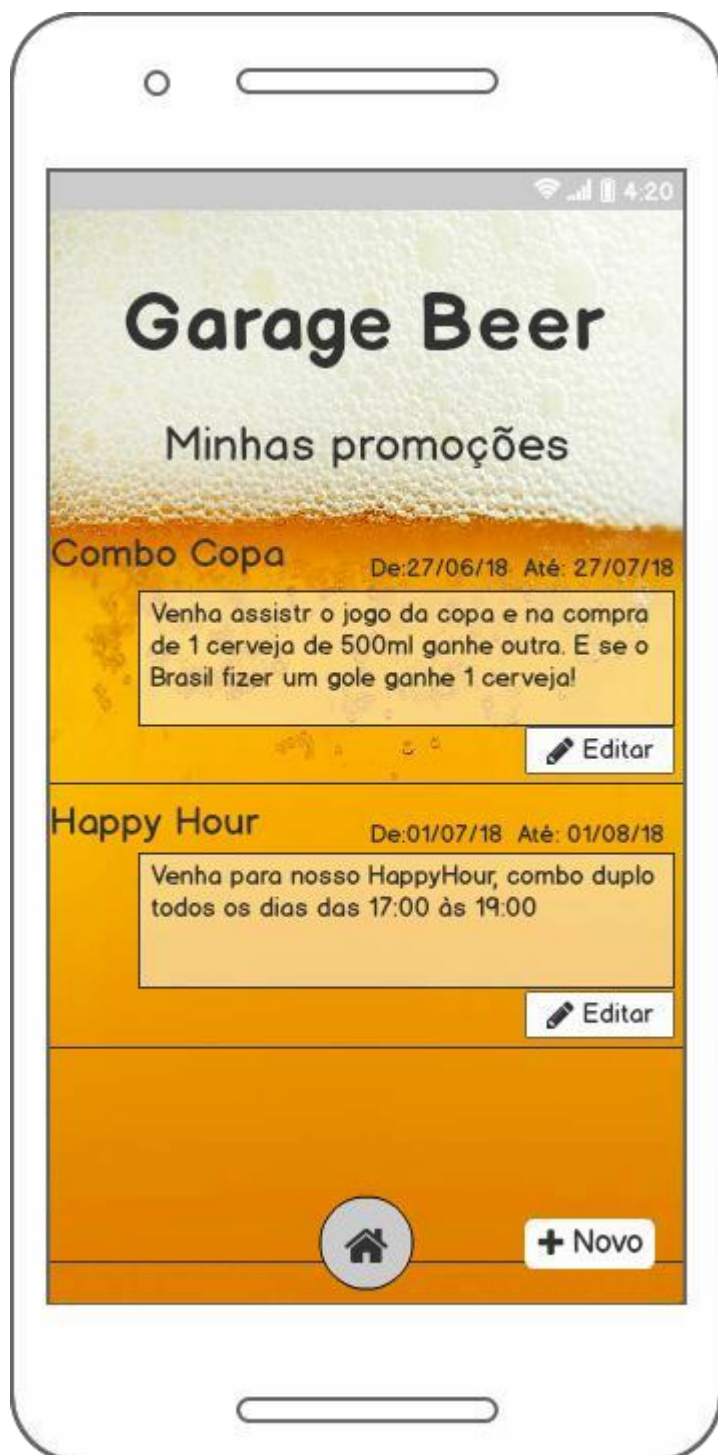 4:20
Garage Beer
Minhas promoções
Combo Copa
De:27/06/18 Até: 27/07/18
Venha assistr o jogo da copa e na compra
de 1 cerveja de 500ml ganhe outra. E se o
Brasil fizer um gole ganhe 1 cerveja!
Editar
Happy Hour
De:01/07/18 Até: 01/08/18
Venha para nosso HappyHour, combo duplo
todos os dias das 17:00 às 19:00
Editar
+ Novo